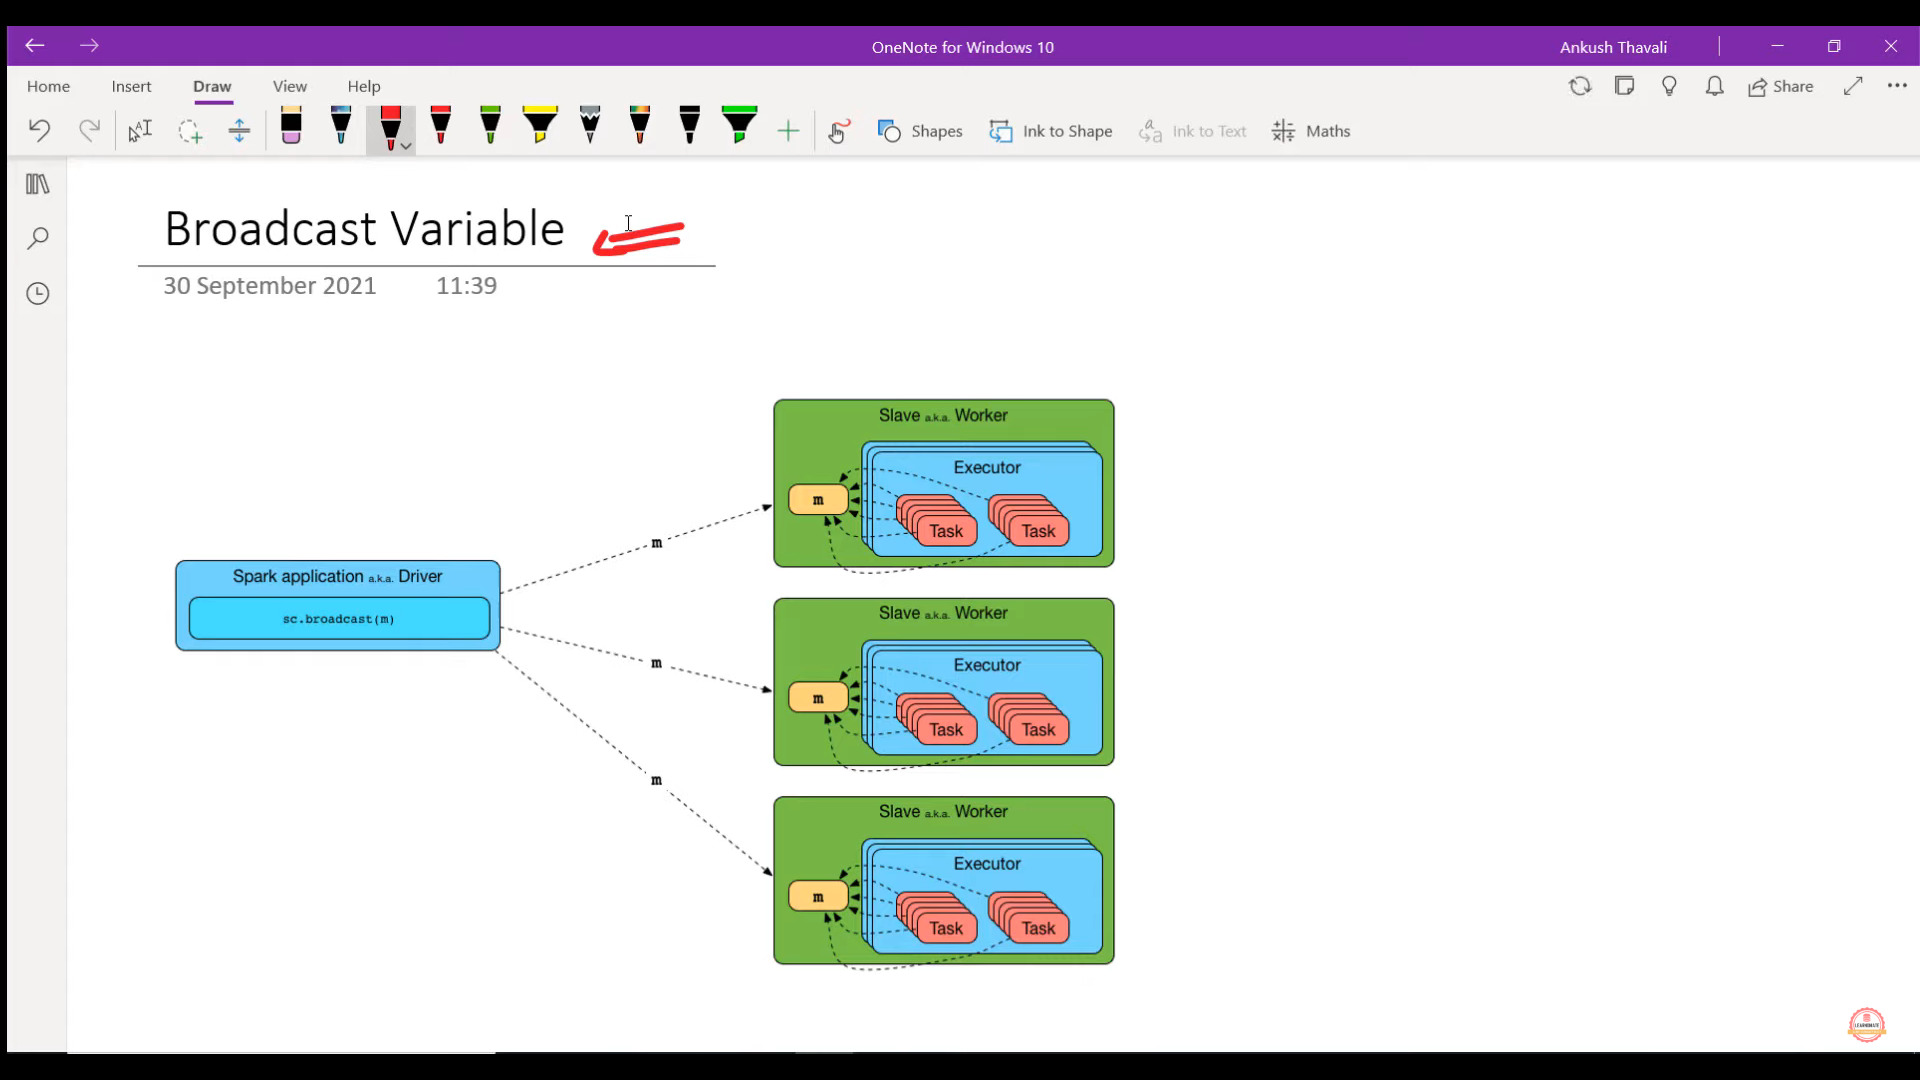 OneNote for Windows 10
Ankush Thavali
Home Insert Draw View Help
Share
Shapes Ink to Shape Ink to Text Maths
Broadcast Variable
30 September 2021 11:39
Slave a.k.a. Worker
Executor
m
Task Task
m
Spark application a.k.a. Driver
sc.broadcast(m)
Slave a.k.a. Worker
Executor
m
m
Task Task
m
Slave a.k.a. Worker
Executor
m
Task Task
LEARNOMATE